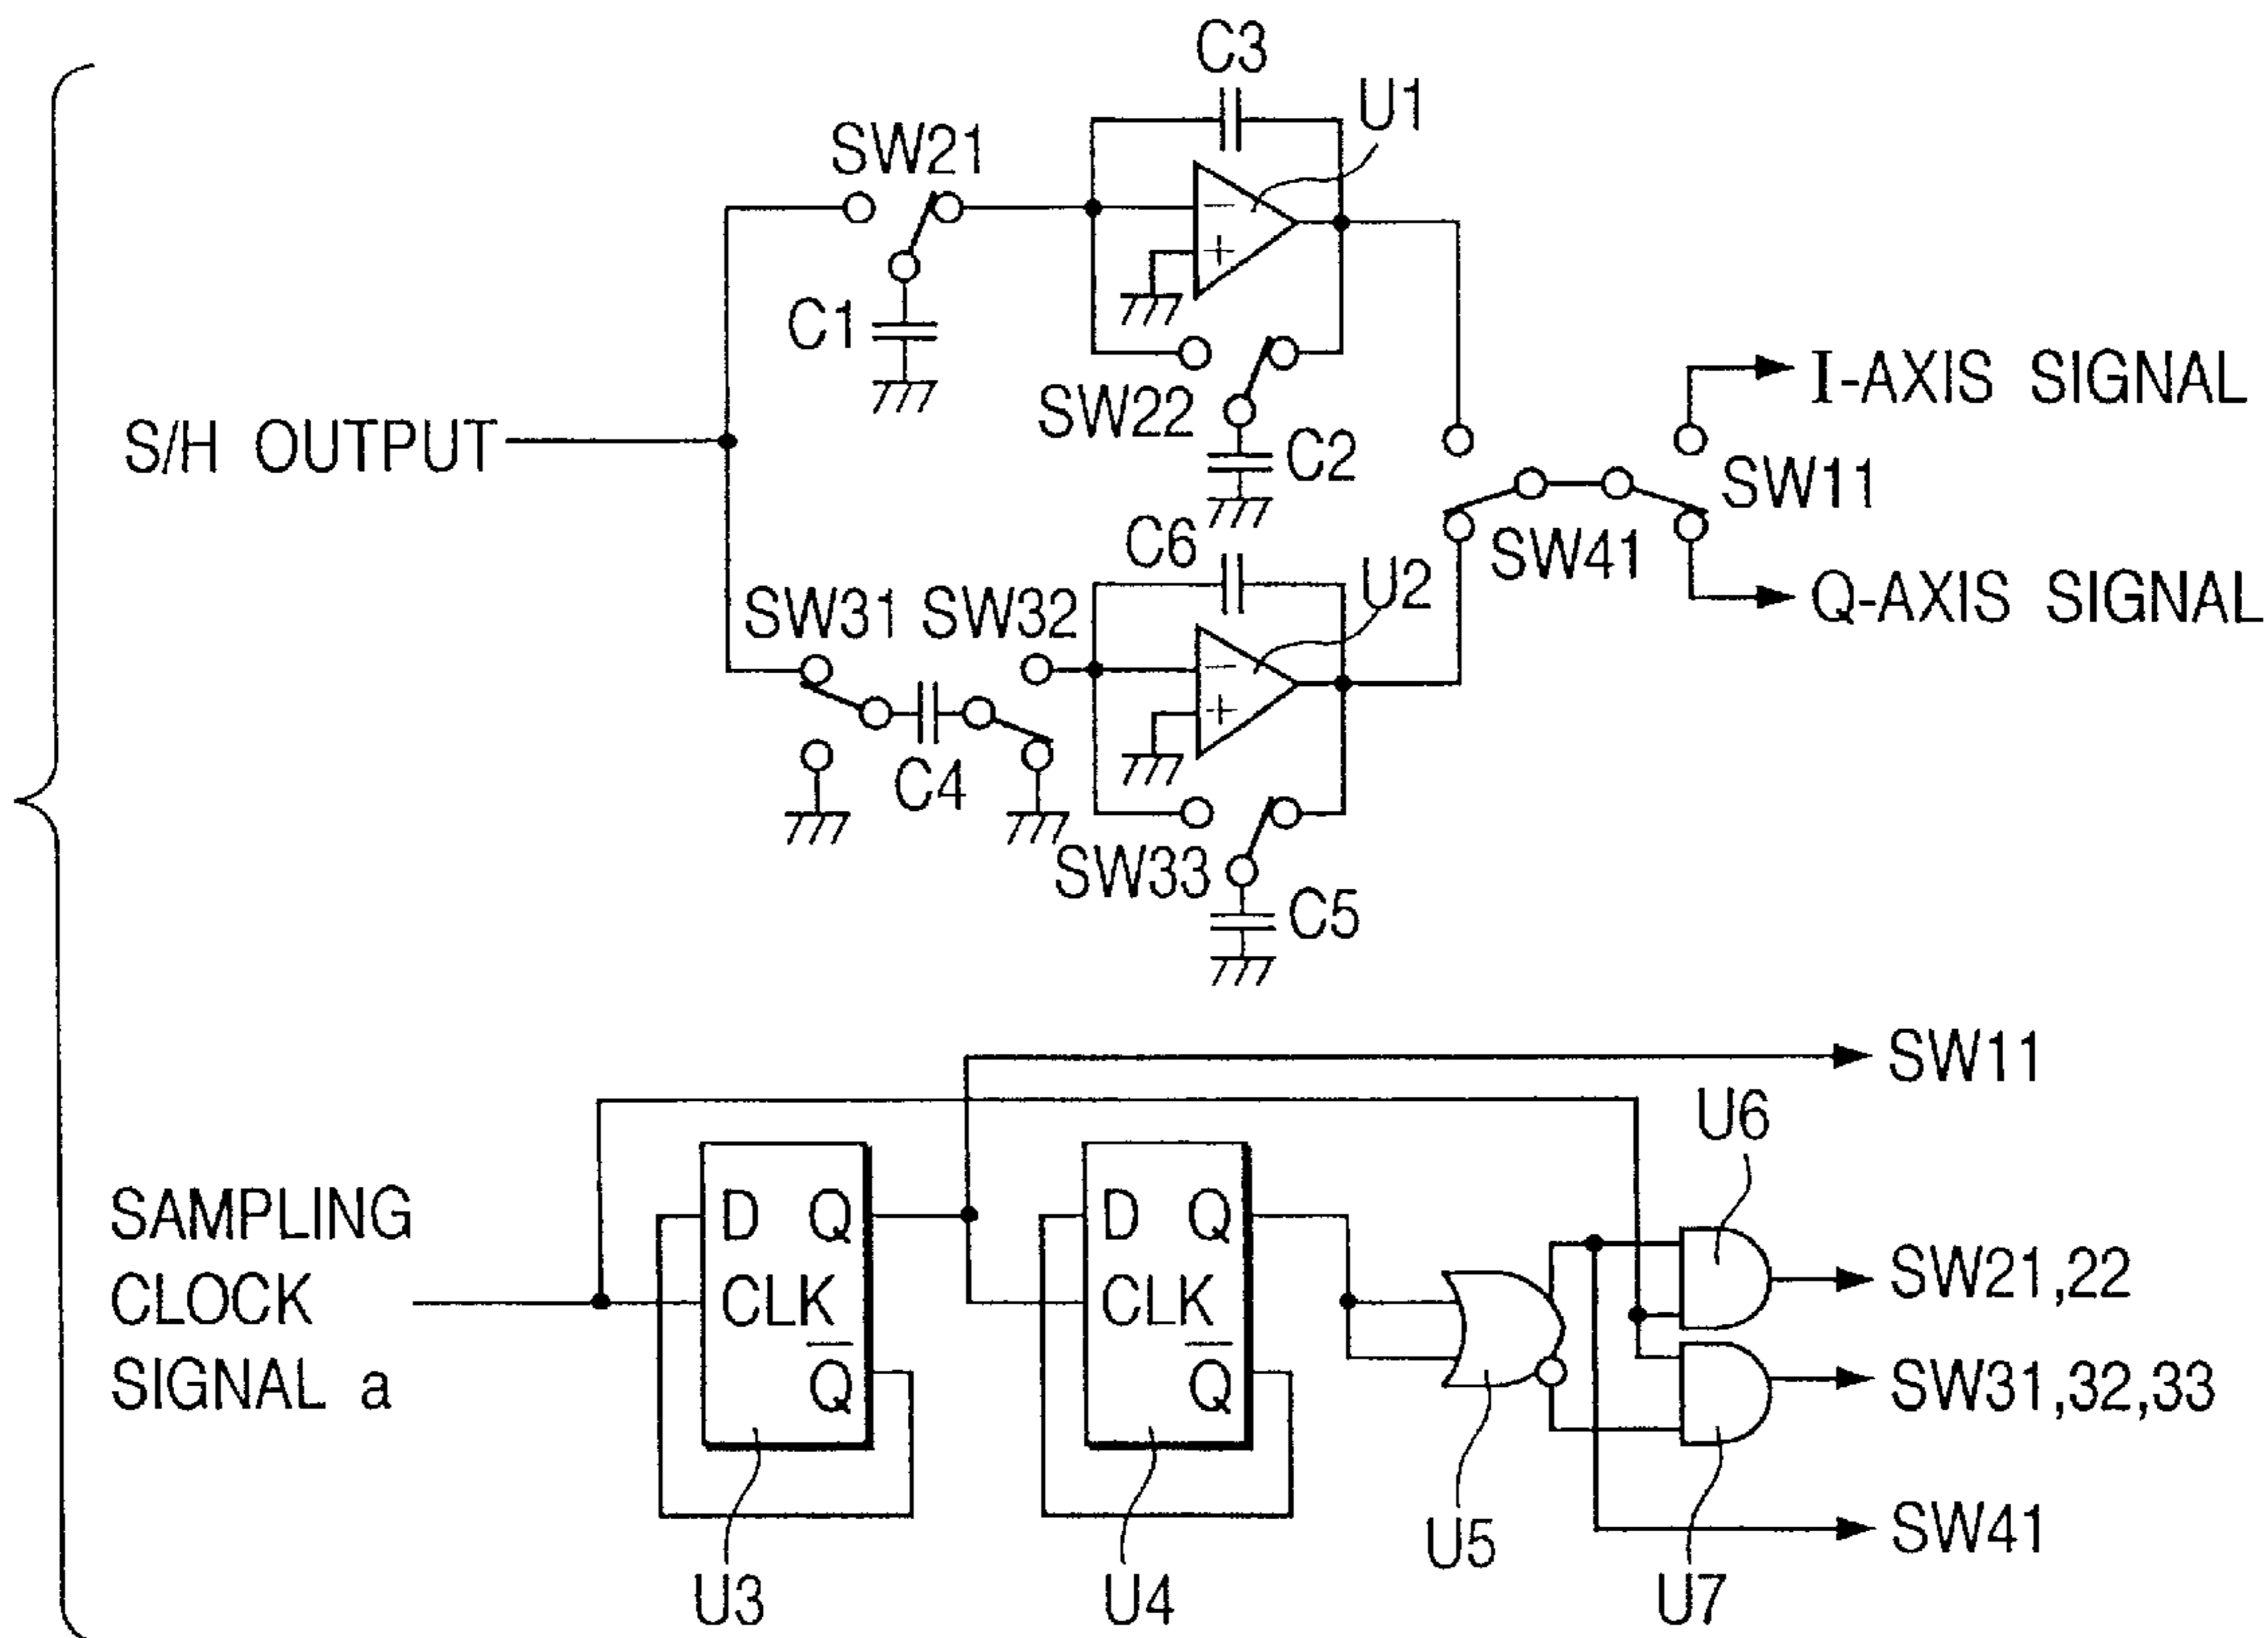 C3
U1
SW21
C1
SW22
C2
I-AXIS SIGNAL
S/H OUTPUT
SW11
SW41
Q-AXIS SIGNAL
C6
U2
SW31 SW32
C4
SW33
C5
− +
− +
SW11
U6
SAMPLING
CLOCK
SIGNAL a
D Q
CLK
Q̅
D Q
CLK
Q̅
SW21,22
SW31,32,33
SW41
U3
U4
U5
U7